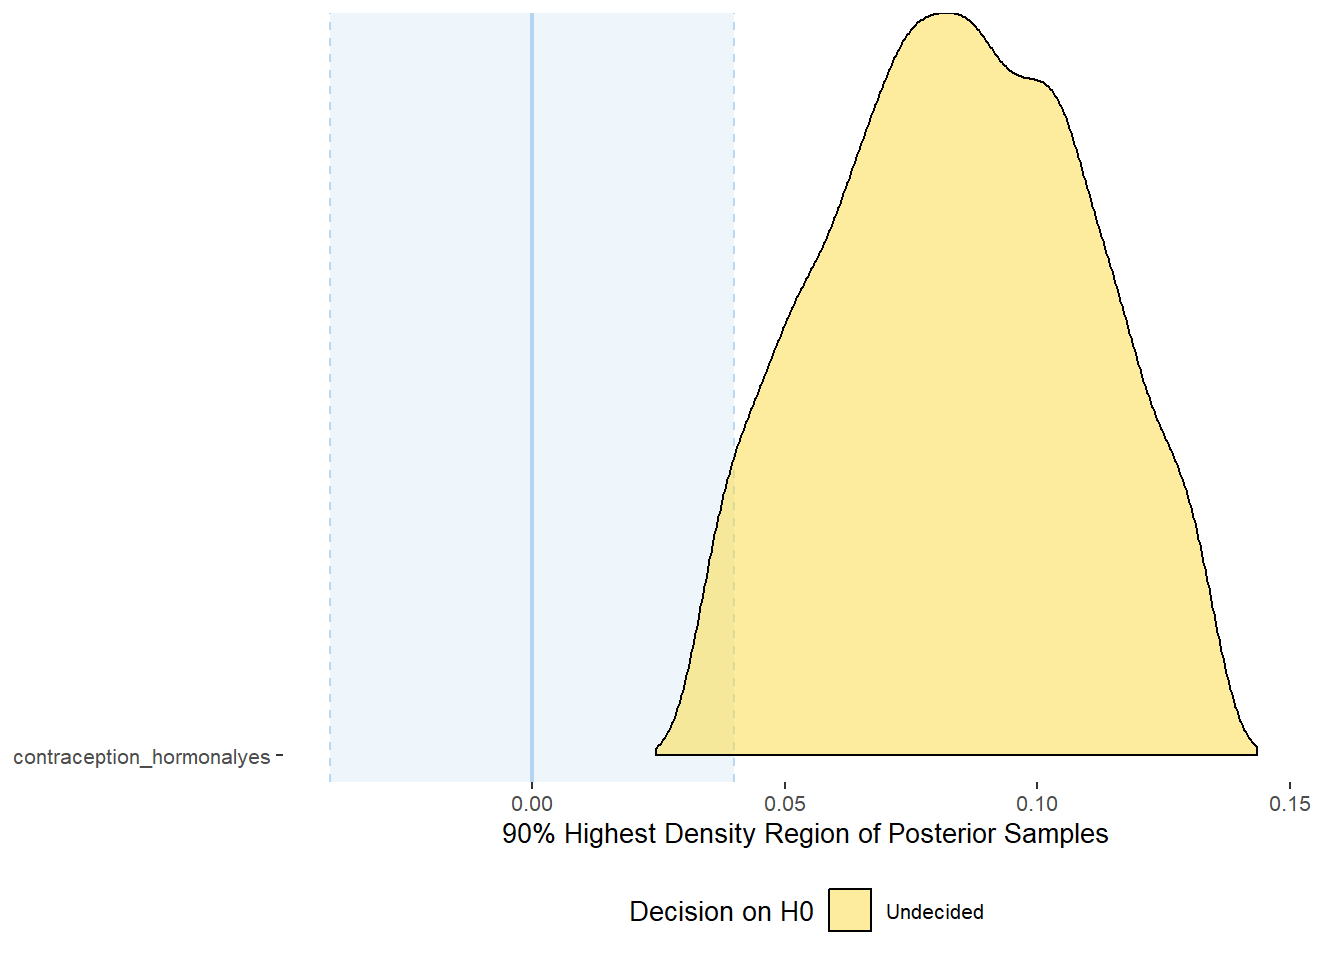 contraception_hormonalyes
0.00 0.05 0.10 0.15
90% Highest Density Region of Posterior Samples
Decision on H0 Undecided